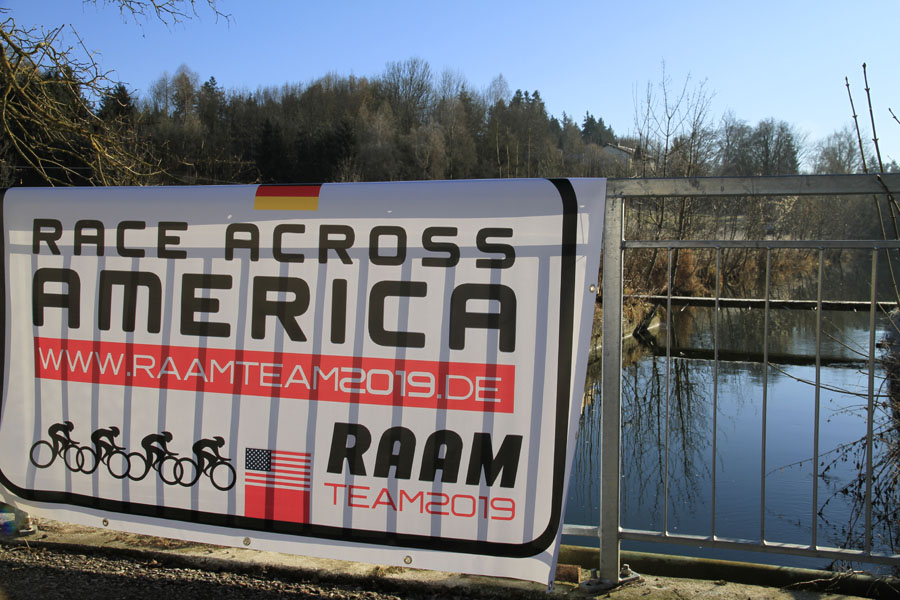 RACE ACROSS
AMERICA
WWW.RAAMTEAM2019.DE
RAAM
TEAM2019